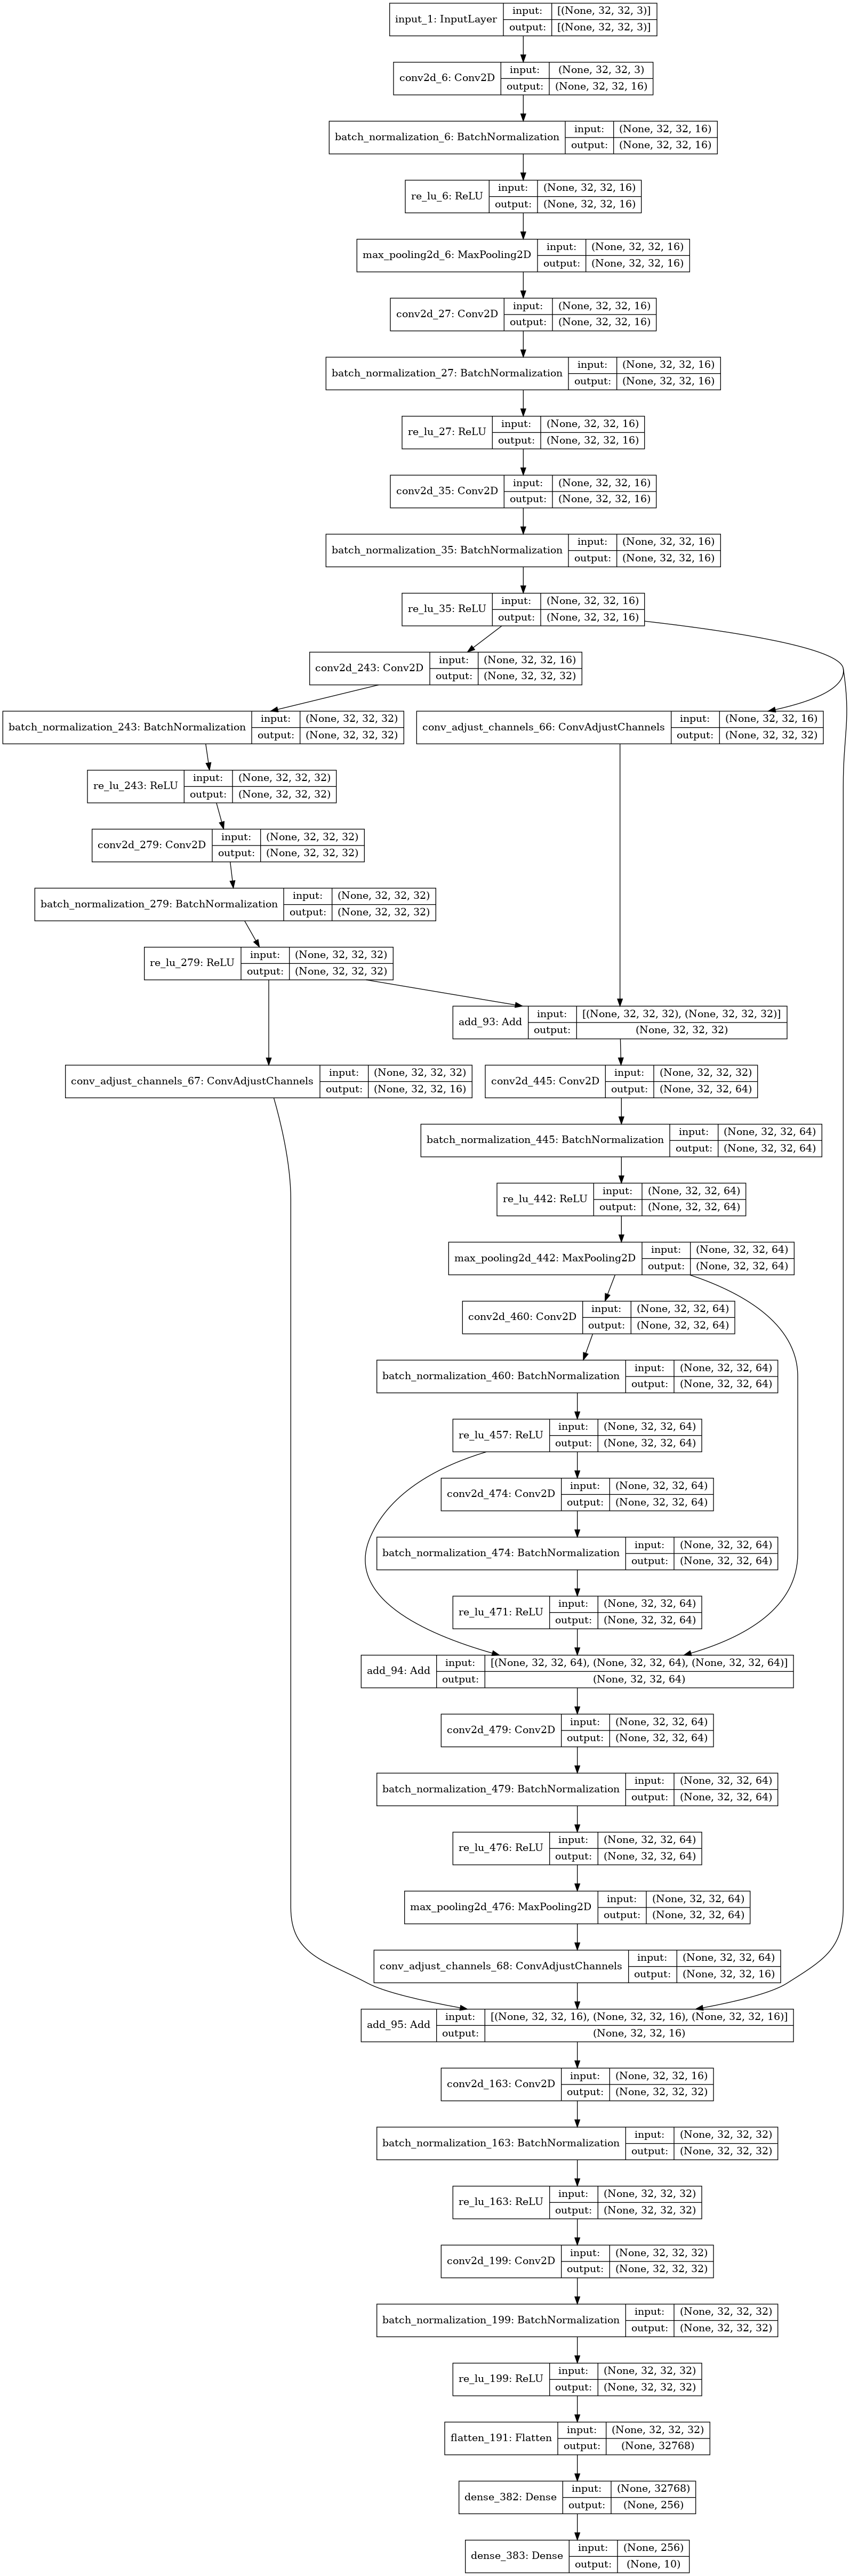 input_1: InputLayer
input: [(None, 32, 32, 3)]
output: [(None, 32, 32, 3)]
conv2d_6: Conv2D
input: (None, 32, 32, 3)
output: (None, 32, 32, 16)
batch_normalization_6: BatchNormalization
input: (None, 32, 32, 16)
output: (None, 32, 32, 16)
re_lu_6: ReLU
input: (None, 32, 32, 16)
output: (None, 32, 32, 16)
max_pooling2d_6: MaxPooling2D
input: (None, 32, 32, 16)
output: (None, 32, 32, 16)
conv2d_27: Conv2D
input: (None, 32, 32, 16)
output: (None, 32, 32, 16)
batch_normalization_27: BatchNormalization
input: (None, 32, 32, 16)
output: (None, 32, 32, 16)
re_lu_27: ReLU
input: (None, 32, 32, 16)
output: (None, 32, 32, 16)
conv2d_35: Conv2D
input: (None, 32, 32, 16)
output: (None, 32, 32, 16)
batch_normalization_35: BatchNormalization
input: (None, 32, 32, 16)
output: (None, 32, 32, 16)
re_lu_35: ReLU
input: (None, 32, 32, 16)
output: (None, 32, 32, 16)
conv2d_243: Conv2D
input: (None, 32, 32, 16)
output: (None, 32, 32, 32)
batch_normalization_243: BatchNormalization
input: (None, 32, 32, 32)
output: (None, 32, 32, 32)
conv_adjust_channels_66: ConvAdjustChannels
input: (None, 32, 32, 16)
output: (None, 32, 32, 32)
re_lu_243: ReLU
input: (None, 32, 32, 32)
output: (None, 32, 32, 32)
conv2d_279: Conv2D
input: (None, 32, 32, 32)
output: (None, 32, 32, 32)
batch_normalization_279: BatchNormalization
input: (None, 32, 32, 32)
output: (None, 32, 32, 32)
re_lu_279: ReLU
input: (None, 32, 32, 32)
output: (None, 32, 32, 32)
add_93: Add
input: [(None, 32, 32, 32), (None, 32, 32, 32)]
output: (None, 32, 32, 32)
conv_adjust_channels_67: ConvAdjustChannels
input: (None, 32, 32, 32)
output: (None, 32, 32, 16)
conv2d_445: Conv2D
input: (None, 32, 32, 32)
output: (None, 32, 32, 64)
batch_normalization_445: BatchNormalization
input: (None, 32, 32, 64)
output: (None, 32, 32, 64)
re_lu_442: ReLU
input: (None, 32, 32, 64)
output: (None, 32, 32, 64)
max_pooling2d_442: MaxPooling2D
input: (None, 32, 32, 64)
output: (None, 32, 32, 64)
conv2d_460: Conv2D
input: (None, 32, 32, 64)
output: (None, 32, 32, 64)
batch_normalization_460: BatchNormalization
input: (None, 32, 32, 64)
output: (None, 32, 32, 64)
re_lu_457: ReLU
input: (None, 32, 32, 64)
output: (None, 32, 32, 64)
conv2d_474: Conv2D
input: (None, 32, 32, 64)
output: (None, 32, 32, 64)
batch_normalization_474: BatchNormalization
input: (None, 32, 32, 64)
output: (None, 32, 32, 64)
re_lu_471: ReLU
input: (None, 32, 32, 64)
output: (None, 32, 32, 64)
add_94: Add
input: [(None, 32, 32, 64), (None, 32, 32, 64), (None, 32, 32, 64)]
output: (None, 32, 32, 64)
conv2d_479: Conv2D
input: (None, 32, 32, 64)
output: (None, 32, 32, 64)
batch_normalization_479: BatchNormalization
input: (None, 32, 32, 64)
output: (None, 32, 32, 64)
re_lu_476: ReLU
input: (None, 32, 32, 64)
output: (None, 32, 32, 64)
max_pooling2d_476: MaxPooling2D
input: (None, 32, 32, 64)
output: (None, 32, 32, 64)
conv_adjust_channels_68: ConvAdjustChannels
input: (None, 32, 32, 64)
output: (None, 32, 32, 16)
add_95: Add
input: [(None, 32, 32, 16), (None, 32, 32, 16), (None, 32, 32, 16)]
output: (None, 32, 32, 16)
conv2d_163: Conv2D
input: (None, 32, 32, 16)
output: (None, 32, 32, 32)
batch_normalization_163: BatchNormalization
input: (None, 32, 32, 32)
output: (None, 32, 32, 32)
re_lu_163: ReLU
input: (None, 32, 32, 32)
output: (None, 32, 32, 32)
conv2d_199: Conv2D
input: (None, 32, 32, 32)
output: (None, 32, 32, 32)
batch_normalization_199: BatchNormalization
input: (None, 32, 32, 32)
output: (None, 32, 32, 32)
re_lu_199: ReLU
input: (None, 32, 32, 32)
output: (None, 32, 32, 32)
flatten_191: Flatten
input: (None, 32, 32, 32)
output: (None, 32768)
dense_382: Dense
input: (None, 32768)
output: (None, 256)
dense_383: Dense
input: (None, 256)
output: (None, 10)